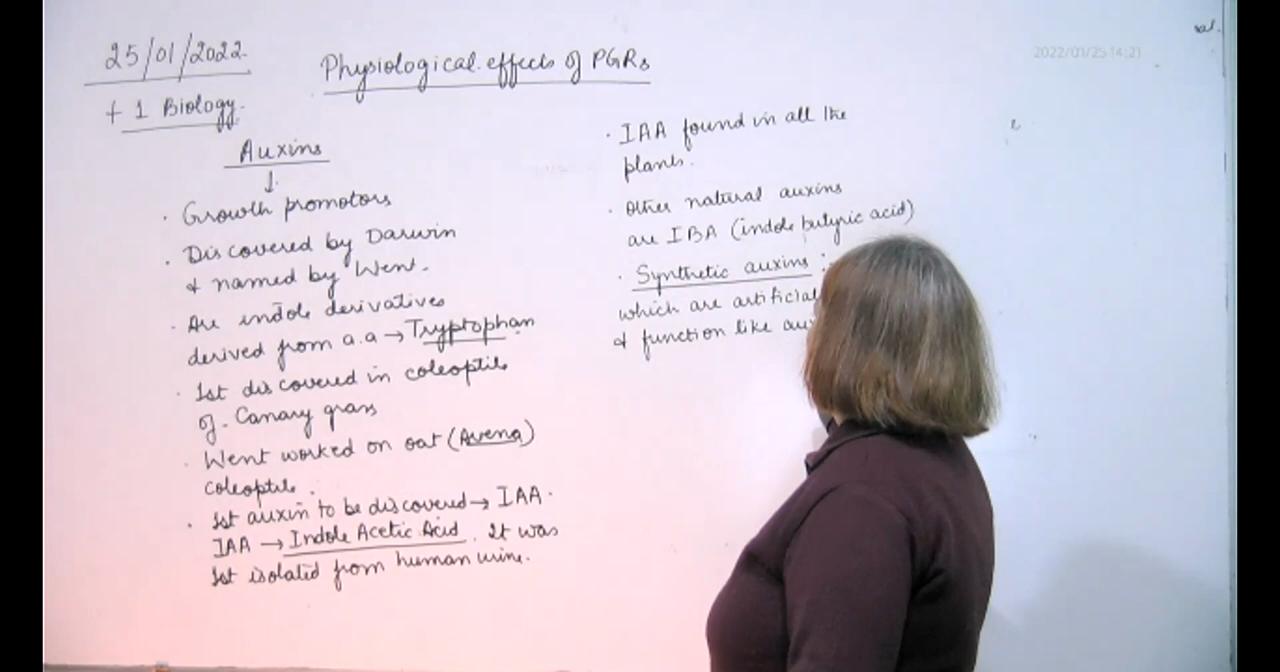 25/01/2022.
+ 1 Biology.
Physiological effects of PGRs
2022/01/25 14:21
Auxins
↓
· Growth promotors
· Discovered by Darwin
& named by Went.
· Are indole derivatives
derived from a.a → Tryptophan
· 1st discovered in coleoptile
of Canary grass
· Went worked on oat (Avena)
coleoptile.
· 1st auxin to be discovered → IAA.
IAA → Indole Acetic Acid. It was
1st isolated from human urine.
· IAA found in all the
plants.
· Other natural auxins
are IBA (indole butyric acid)
· Synthetic auxins :
which are artificial
& function like